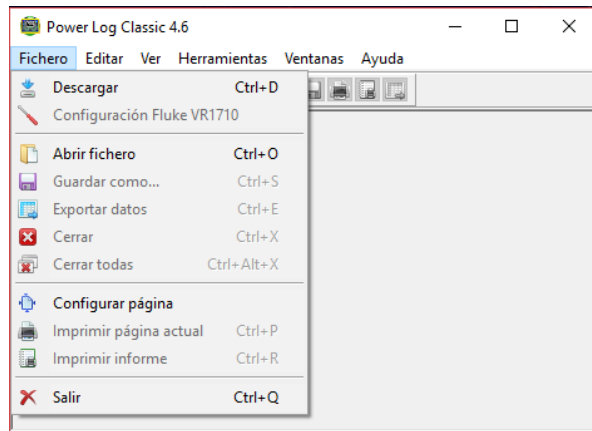 Power Log Classic 4.6
Fichero Editar Ver Herramientas Ventanas Ayuda
Descargar Ctrl+D
Configuración Fluke VR1710
Abrir fichero Ctrl+O
Guardar como... Ctrl+S
Exportar datos Ctrl+E
Cerrar Ctrl+X
Cerrar todas Ctrl+Alt+X
Configurar página
Imprimir página actual Ctrl+P
Imprimir informe Ctrl+R
Salir Ctrl+Q